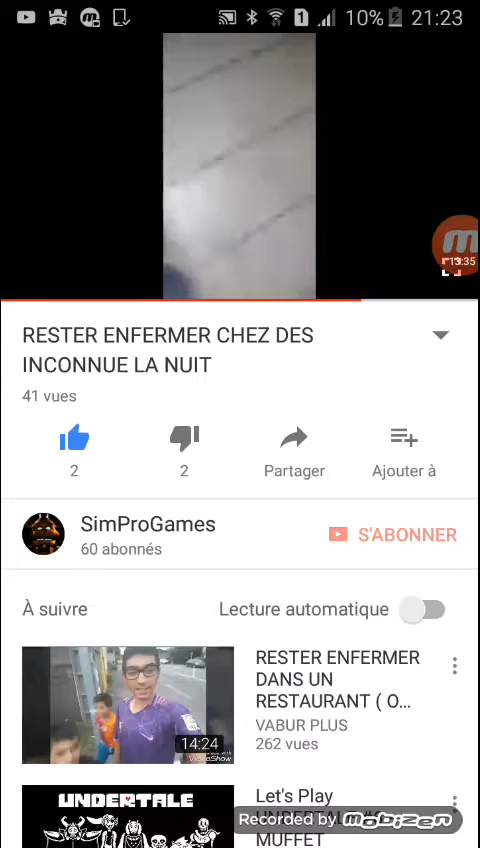 10% 21:23
13:35
RESTER ENFERMER CHEZ DES
INCONNUE LA NUIT
41 vues
2
2
Partager
Ajouter à
SimProGames
60 abonnés
S'ABONNER
À suivre
Lecture automatique
RESTER ENFERMER
DANS UN
RESTAURANT ( O...
VABUR PLUS
262 vues
14:24
VideoShow
UNDERTALE
Let's Play
MUFFET
Recorded by mobizen